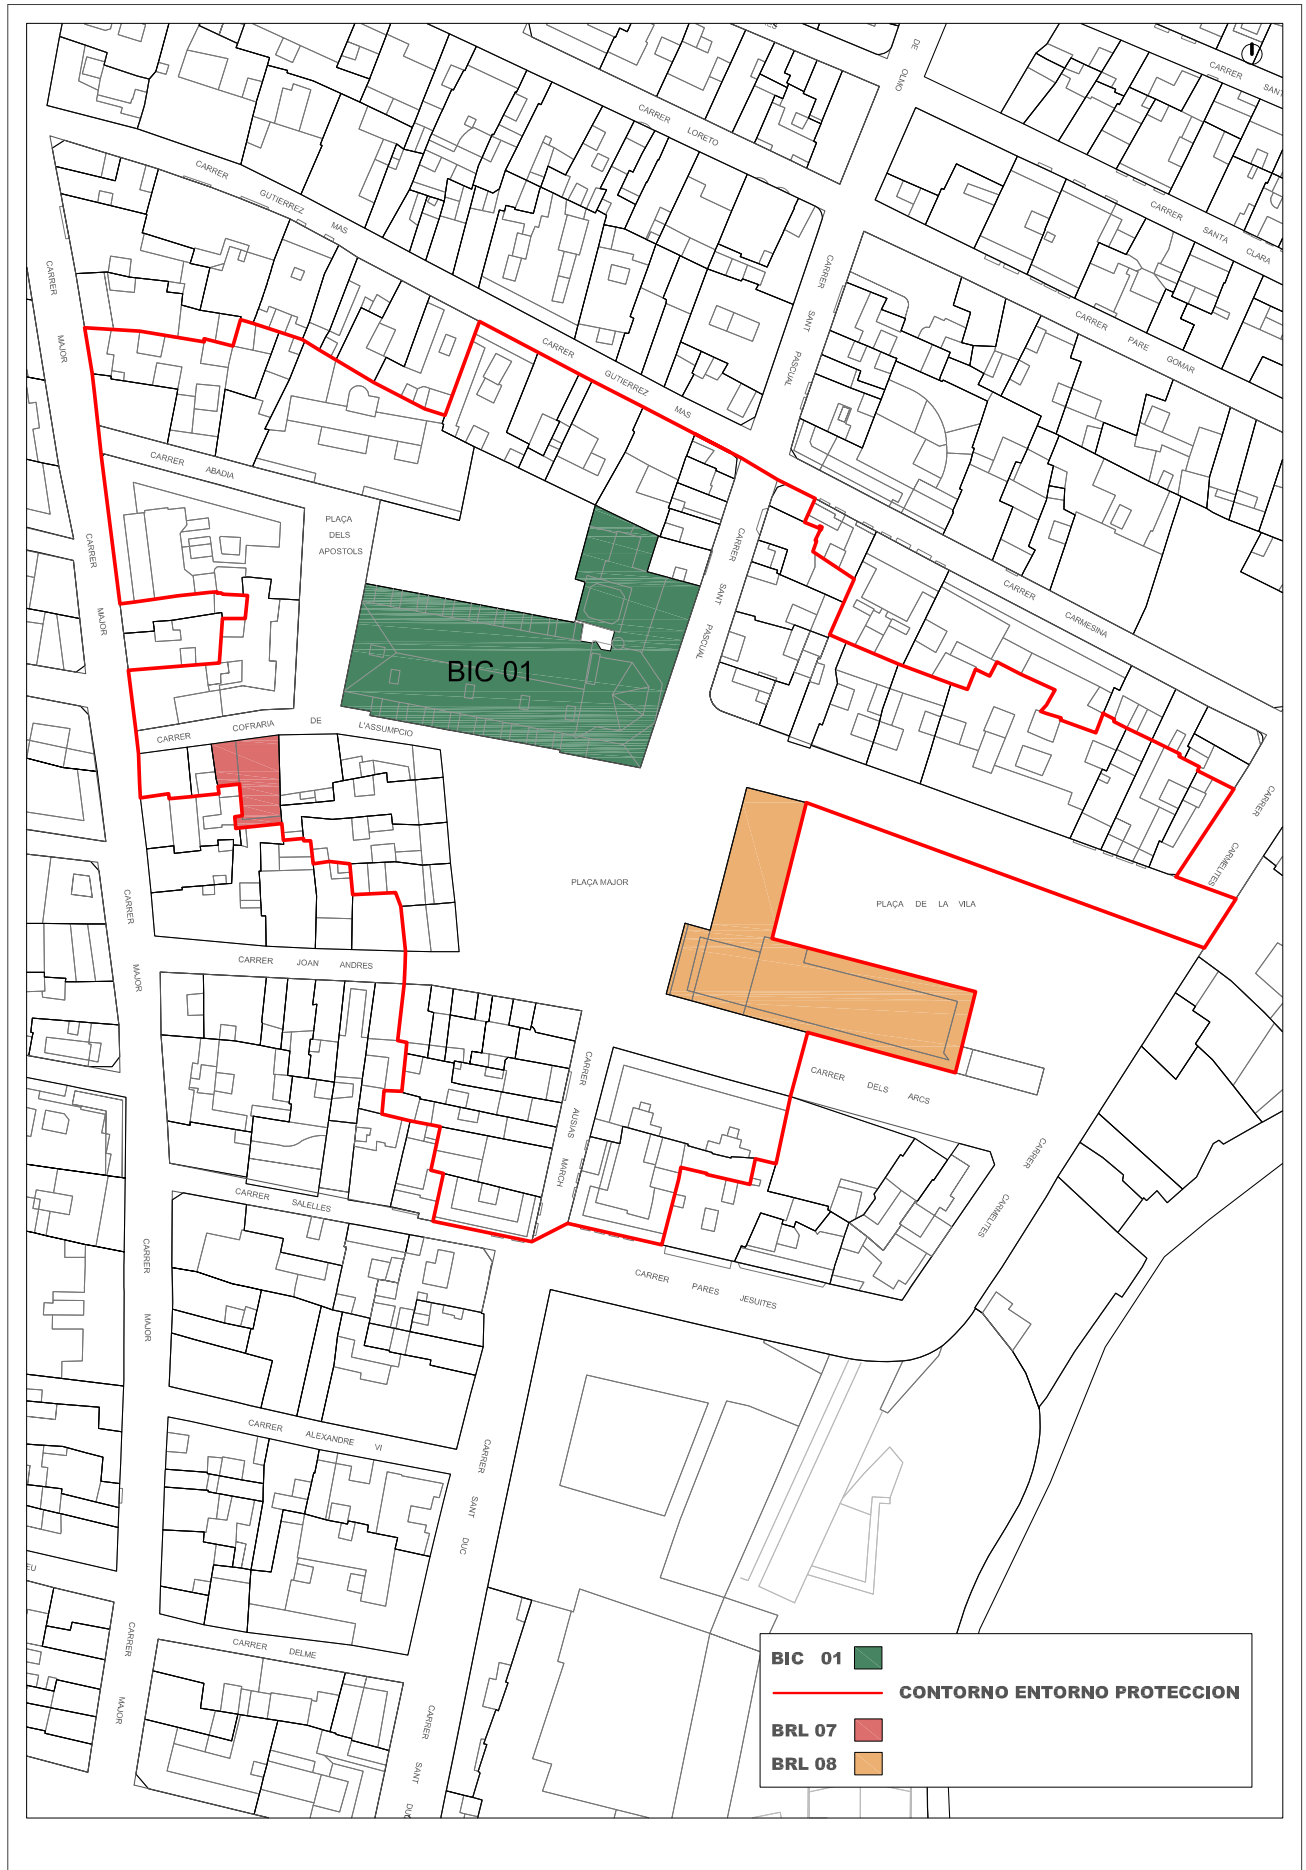 DE OLMO
CARRER SANT
CARRER LORETO
CARRER GUTIERREZ MAS
CARRER SANTA CLARA
CARRER MAJOR
CARRER SANT PASCUAL
CARRER PARE GOMAR
CARRER GUTIERREZ MAS
CARRER ABADIA
PLAÇA
DELS
APOSTOLS
CARRER MAJOR
CARRER SANT PASCUAL
CARRER CARMESINA
BIC 01
CARRER COFRARIA DE L'ASSUMPCIO
CARRER CARMELITES
PLAÇA MAJOR
PLAÇA DE LA VILA
CARRER MAJOR
CARRER JOAN ANDRES
CARRER AUSIAS MARCH
CARRER DELS ARCS
CARRER CARMELITES
CARRER SALELLES
CARRER MAJOR
CARRER PARES JESUITES
CARRER ALEXANDRE VI
CARRER SANT DUC
EU
CARRER MAJOR
CARRER DELME
CARRER SANT DUC
BIC 01
CONTORNO ENTORNO PROTECCION
BRL 07
BRL 08